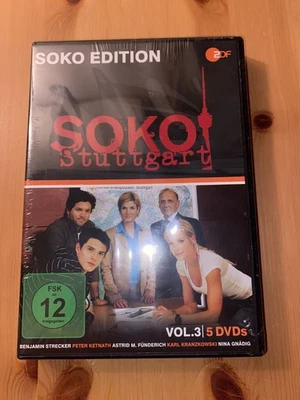 SOKO EDITION
ZDF
SOKO
Stuttgart
FSK
ab
12
freigegeben
VOL.3 | 5 DVDs
BENJAMIN STRECKER PETER KETNATH ASTRID M. FÜNDERICH KARL KRANZKOWSKI NINA GNÄDIG